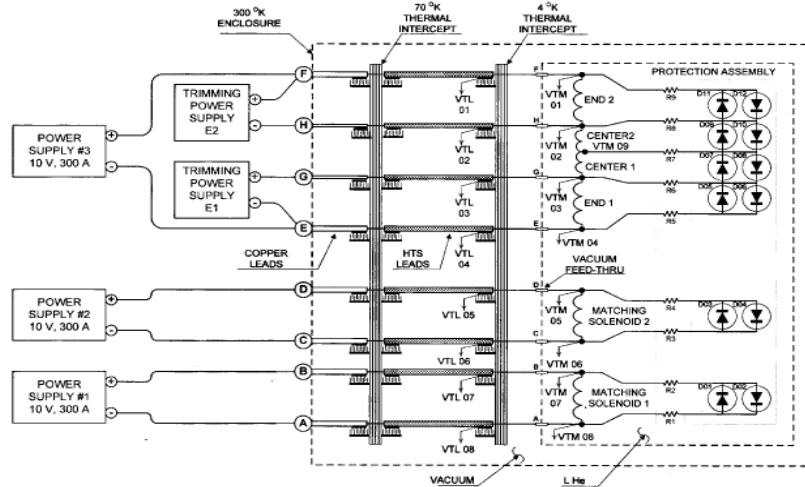 300 °K
ENCLOSURE
70 °K
THERMAL
INTERCEPT
4 °K
THERMAL
INTERCEPT
PROTECTION ASSEMBLY
F
F
TRIMMING
POWER
SUPPLY
E2
+
-
VTL
01
VTM
01
END 2
R9
D11
D12
POWER
SUPPLY #3
10 V, 300 A
+
-
H
H
VTL
02
VTM
02
CENTER2
VTM 09
CENTER 1
R8
R7
D09
D10
D07
D08
TRIMMING
POWER
SUPPLY
E1
+
-
G
G
VTL
03
VTM
03
END 1
R6
D05
D06
E
E
R5
COPPER
LEADS
HTS
LEADS
VTL
04
VTM 04
VACUUM
FEED-THRU
D
D
POWER
SUPPLY #2
10 V, 300 A
+
-
VTL 05
VTM
05
MATCHING
SOLENOID 2
R4
R3
D03
D04
C
C
VTL 06
VTM 06
B
B
POWER
SUPPLY #1
10 V, 300 A
+
-
VTL 07
VTM
07
MATCHING
SOLENOID 1
R2
R1
D01
D02
A
A
VTL 08
VTM 08
VACUUM
L He